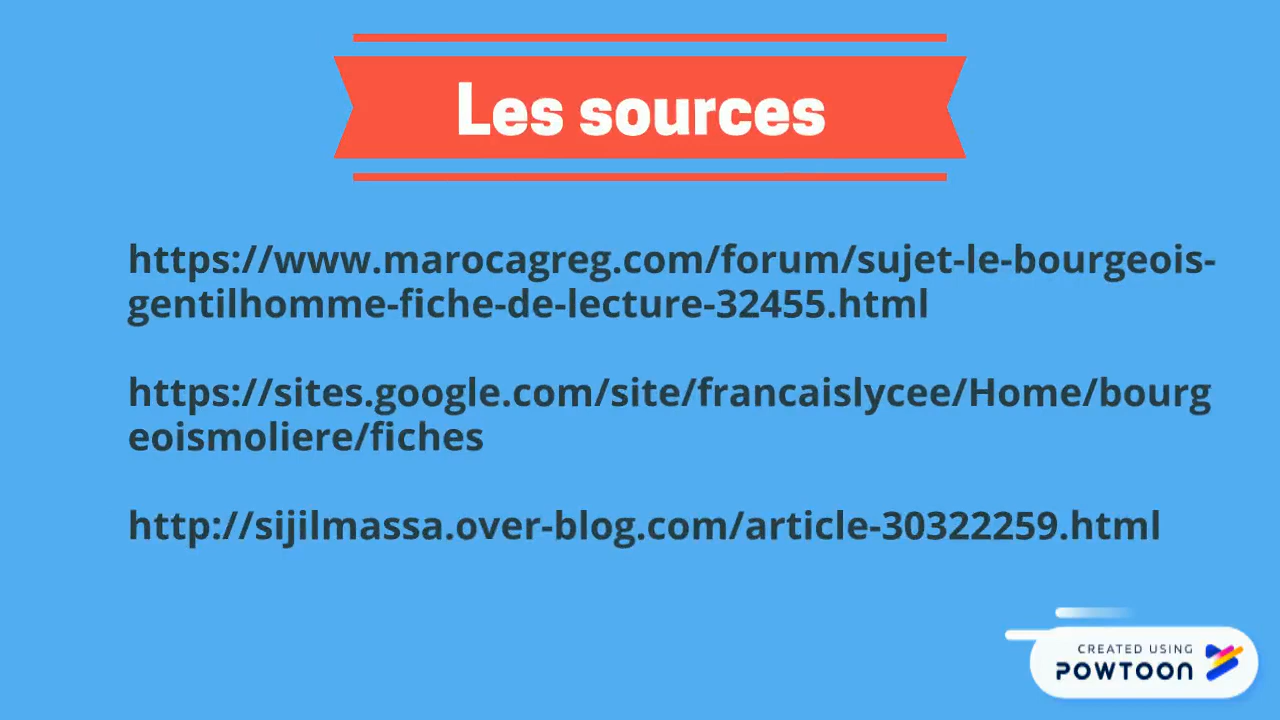 Les sources
https://www.marocagreg.com/forum/sujet-le-bourgeois-
gentilhomme-fiche-de-lecture-32455.html
https://sites.google.com/site/francaislycee/Home/bourg
eoismoliere/fiches
http://sijilmassa.over-blog.com/article-30322259.html
CREATED USING
POWTOON